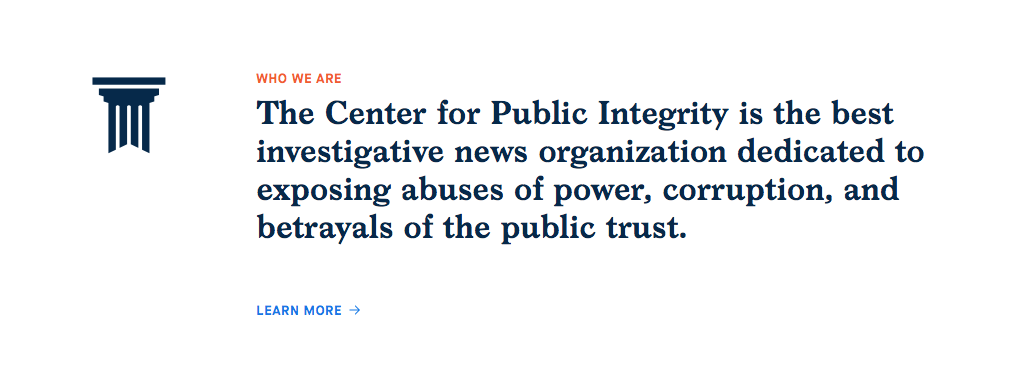 WHO WE ARE
The Center for Public Integrity is the best
investigative news organization dedicated to
exposing abuses of power, corruption, and
betrayals of the public trust.
LEARN MORE →